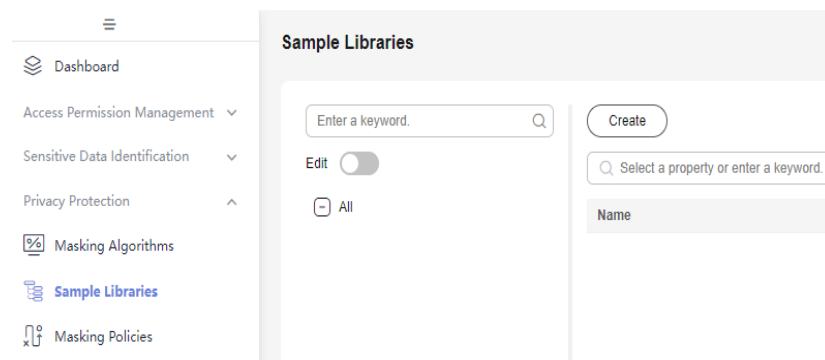 Dashboard
Access Permission Management
Sensitive Data Identification
Privacy Protection
Masking Algorithms
Sample Libraries
Masking Policies
Sample Libraries
Enter a keyword.
Edit
All
Create
Select a property or enter a keyword.
Name